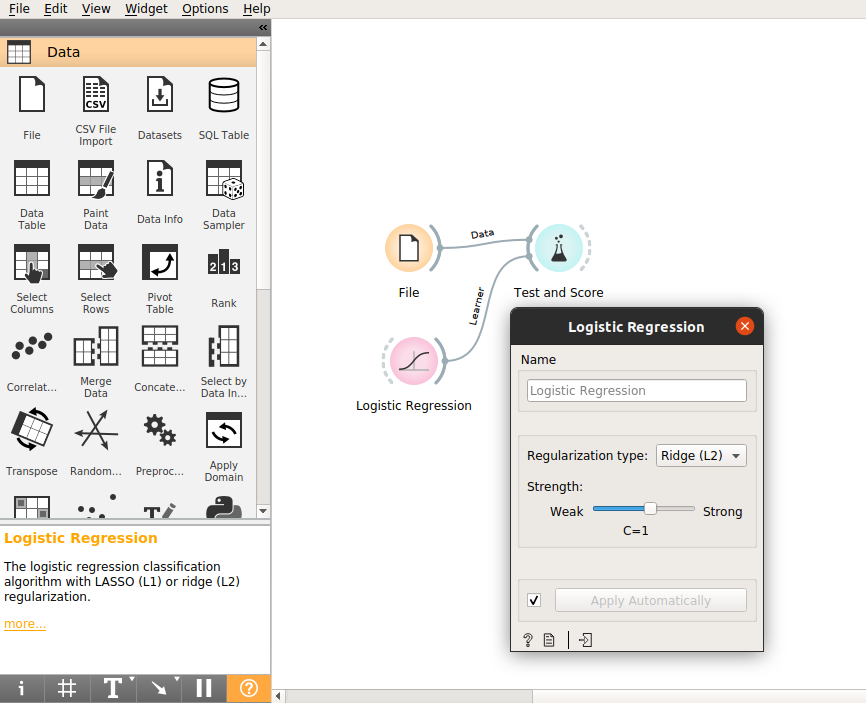 File Edit View Widget Options Help
«
Data
File
CSV
CSV File
Import
Datasets
SQL Table
Data
Table
Paint
Data
Data Info
Data
Sampler
Select
Columns
Select
Rows
Pivot
Table
2 1 3
Rank
Correlat...
Merge
Data
Concate...
Select by
Data In...
Transpose
Random...
Preproc...
Apply
Domain
Logistic Regression
The logistic regression classification
algorithm with LASSO (L1) or ridge (L2)
regularization.
more...
i # T ?
Data
File
Test and Score
Learner
Logistic Regression
Logistic Regression
Name
Logistic Regression
Regularization type: Ridge (L2)
Strength:
Weak Strong
C=1
Apply Automatically
?